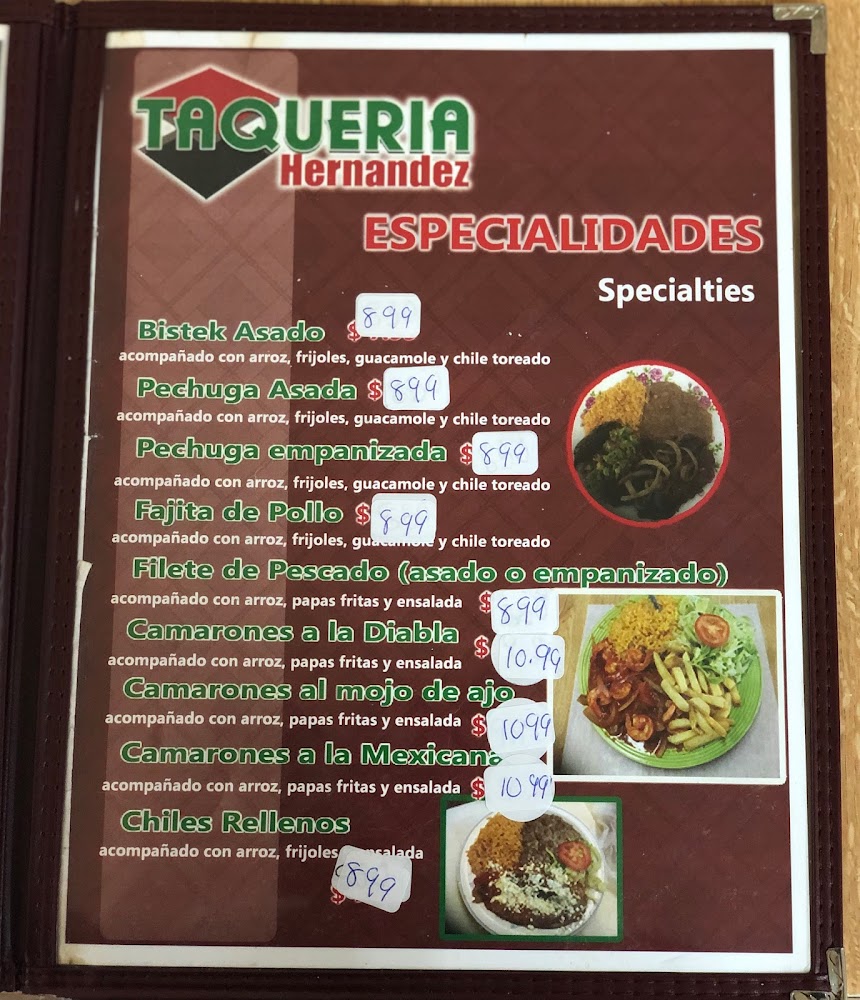 TAQUERIA
Hernandez
ESPECIALIDADES
Specialties
Bistek Asado $ 899
acompañado con arroz, frijoles, guacamole y chile toreado
Pechuga Asada $ 899
acompañado con arroz, frijoles, guacamole y chile toreado
Pechuga empanizada $ 899
acompañado con arroz, frijoles, guacamole y chile toreado
Fajita de Pollo $ 899
acompañado con arroz, frijoles, guacamole y chile toreado
Filete de Pescado (asado o empanizado)
acompañado con arroz, papas fritas y ensalada $ 899
Camarones a la Diabla $ 10.99
acompañado con arroz, papas fritas y ensalada
Camarones al mojo de ajo
acompañado con arroz, papas fritas y ensalada $ 1099
Camarones a la Mexicana
acompañado con arroz, papas fritas y ensalada $ 1099
Chiles Rellenos
acompañado con arroz, frijoles ensalada
$ 899